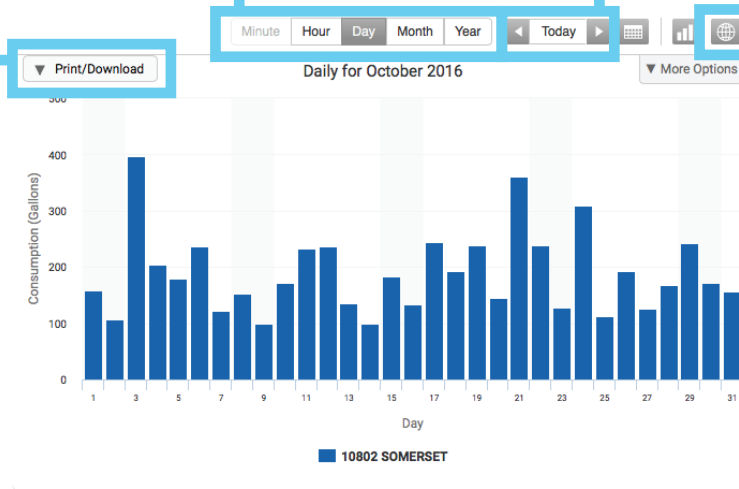 Minute Hour Day Month Year Today
Print/Download Daily for October 2016 More Options
500
400
300
200
100
0
Consumption (Gallons)
1 3 5 7 9 11 13 15 17 19 21 23 25 27 29 31
Day
10802 SOMERSET